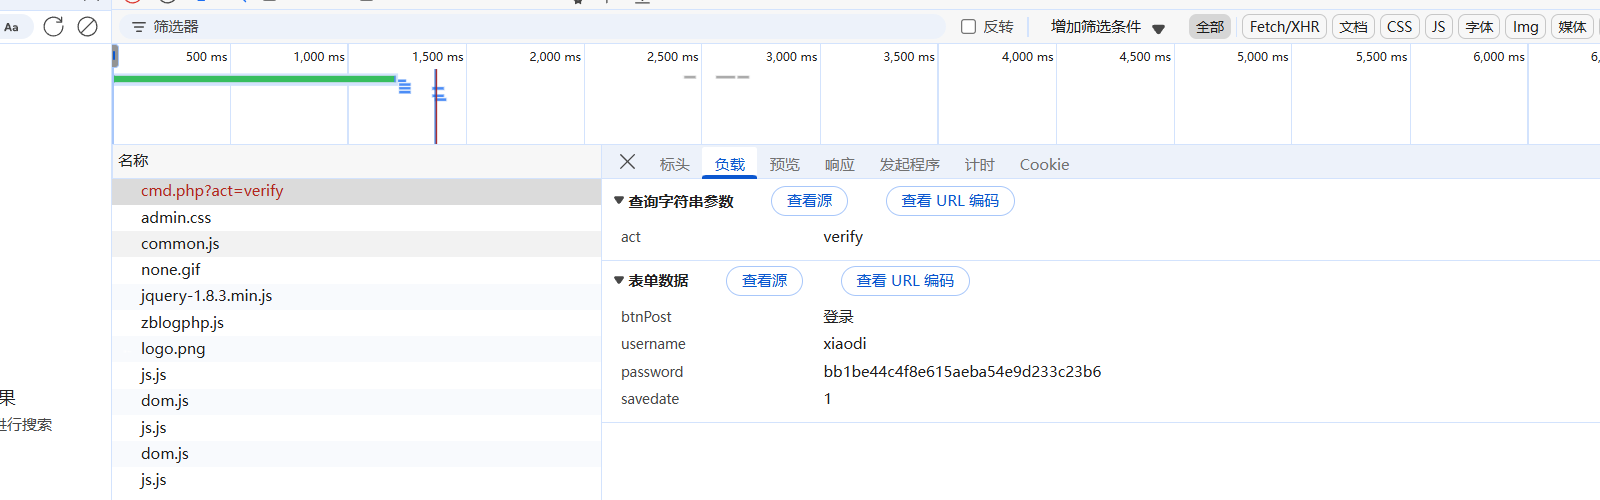 Aa 筛选器 反转 增加筛选条件 全部 Fetch/XHR 文档 CSS JS 字体 Img 媒体
500 ms 1,000 ms 1,500 ms 2,000 ms 2,500 ms 3,000 ms 3,500 ms 4,000 ms 4,500 ms 5,000 ms 5,500 ms 6,000 ms 6,
名称
标头 负载 预览 响应 发起程序 计时 Cookie
cmd.php?act=verify
admin.css
common.js
none.gif
jquery-1.8.3.min.js
zblogphp.js
logo.png
js.js
dom.js
js.js
dom.js
js.js
查询字符串参数 查看源 查看 URL 编码
act verify
表单数据 查看源 查看 URL 编码
btnPost 登录
username xiaodi
password bb1be44c4f8e615aeba54e9d233c23b6
savedate 1
果
进行搜索